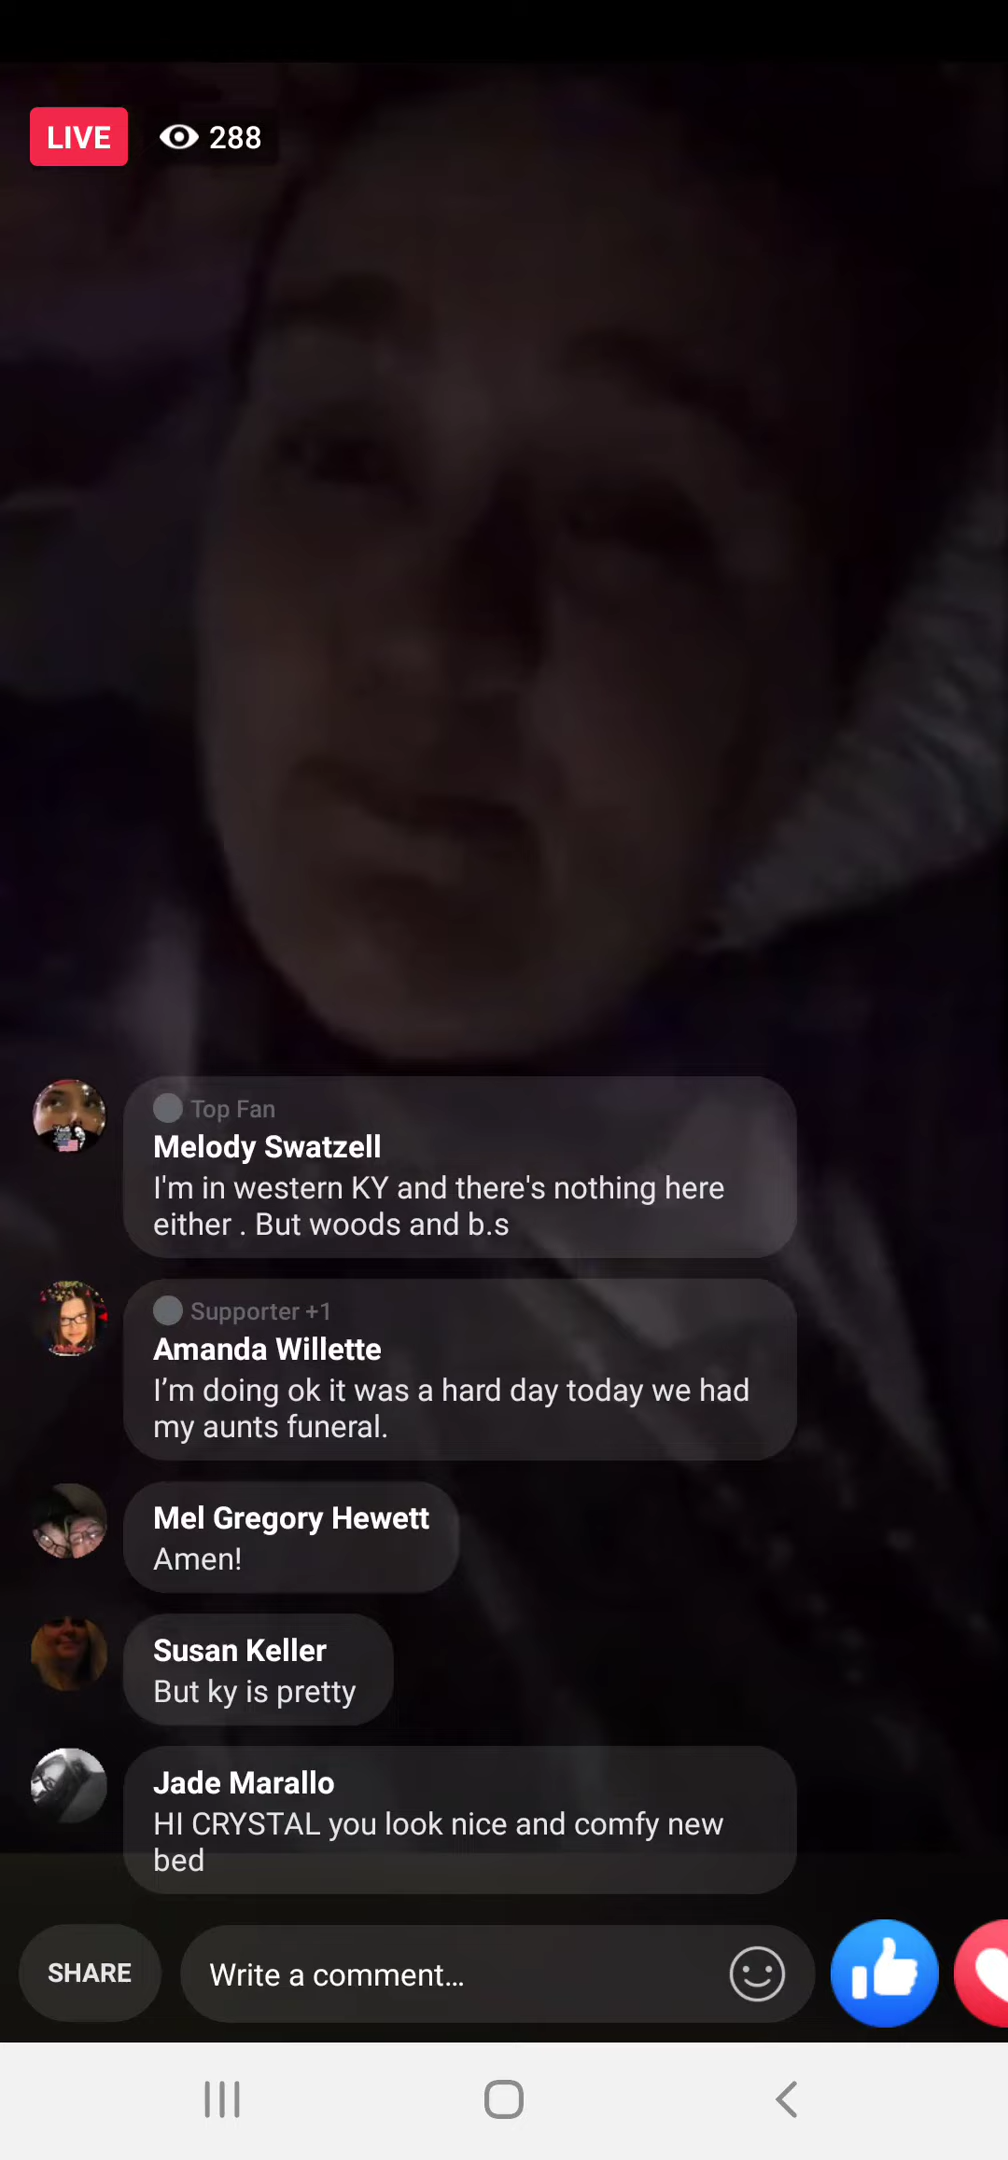 LIVE 288
Top Fan
Melody Swatzell
I'm in western KY and there's nothing here
either . But woods and b.s
Supporter +1
Amanda Willette
I’m doing ok it was a hard day today we had
my aunts funeral.
Mel Gregory Hewett
Amen!
Susan Keller
But ky is pretty
Jade Marallo
HI CRYSTAL you look nice and comfy new
bed
SHARE Write a comment...